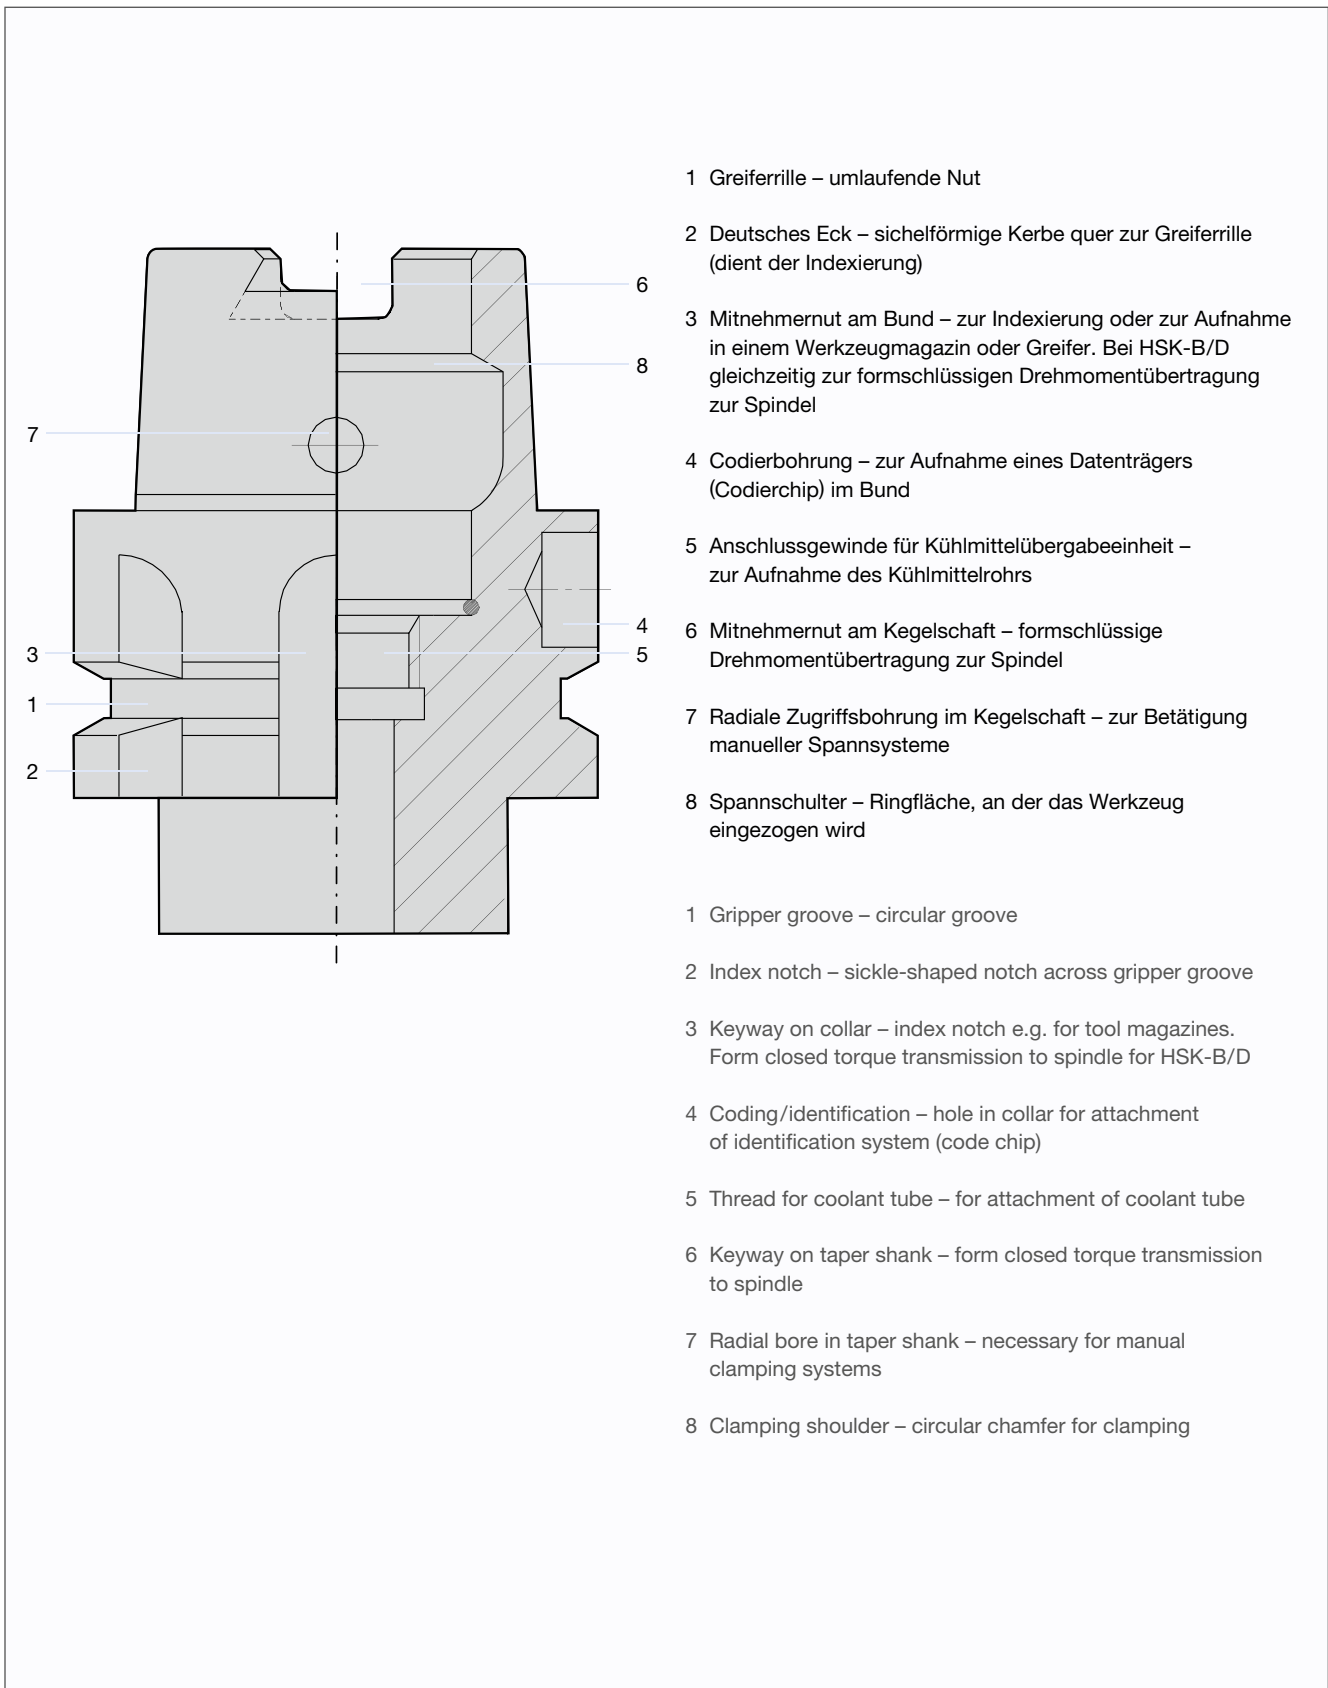 1 Greiferrille – umlaufende Nut
2 Deutsches Eck – sichelförmige Kerbe quer zur Greiferrille
(dient der Indexierung)
3 Mitnehmernut am Bund – zur Indexierung oder zur Aufnahme
in einem Werkzeugmagazin oder Greifer. Bei HSK-B/D
gleichzeitig zur formschlüssigen Drehmomentübertragung
zur Spindel
4 Codierbohrung – zur Aufnahme eines Datenträgers
(Codierchip) im Bund
5 Anschlussgewinde für Kühlmittelübergabeeinheit –
zur Aufnahme des Kühlmittelrohrs
6 Mitnehmernut am Kegelschaft – formschlüssige
Drehmomentübertragung zur Spindel
7 Radiale Zugriffsbohrung im Kegelschaft – zur Betätigung
manueller Spannsysteme
8 Spannschulter – Ringfläche, an der das Werkzeug
eingezogen wird
1 Gripper groove – circular groove
2 Index notch – sickle-shaped notch across gripper groove
3 Keyway on collar – index notch e.g. for tool magazines.
Form closed torque transmission to spindle for HSK-B/D
4 Coding/identification – hole in collar for attachment
of identification system (code chip)
5 Thread for coolant tube – for attachment of coolant tube
6 Keyway on taper shank – form closed torque transmission
to spindle
7 Radial bore in taper shank – necessary for manual
clamping systems
8 Clamping shoulder – circular chamfer for clamping
6
8
7
4
3
5
1
2